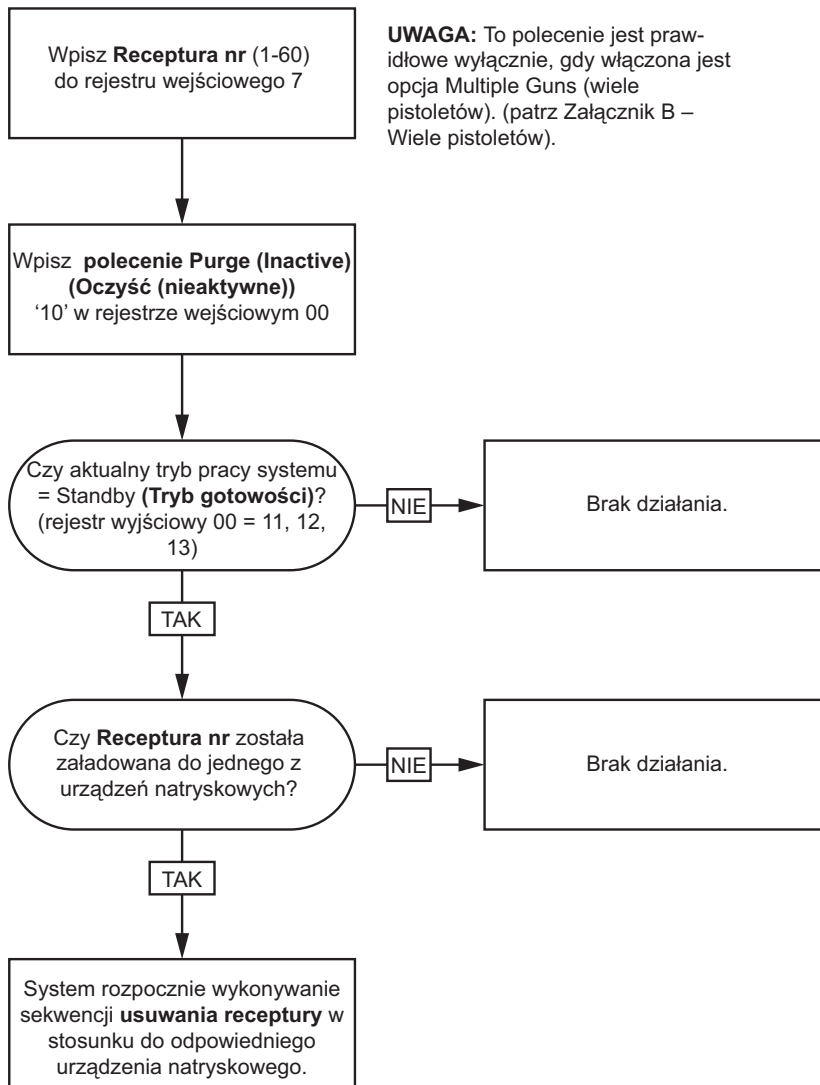 Wpisz Receptura nr (1-60)
do rejestru wejściowego 7
UWAGA: To polecenie jest praw-
idłowe wyłącznie, gdy włączona jest
opcja Multiple Guns (wiele
pistoletów). (patrz Załącznik B –
Wiele pistoletów).
Wpisz polecenie Purge (Inactive)
(Oczyść (nieaktywne))
‘10’ w rejestrze wejściowym 00
Czy aktualny tryb pracy systemu
= Standby (Tryb gotowości)?
(rejestr wyjściowy 00 = 11, 12,
13)
NIE
Brak działania.
TAK
Czy Receptura nr została
załadowana do jednego z
urządzeń natryskowych?
NIE
Brak działania.
TAK
System rozpocznie wykonywanie
sekwencji usuwania receptury w
stosunku do odpowiedniego
urządzenia natryskowego.